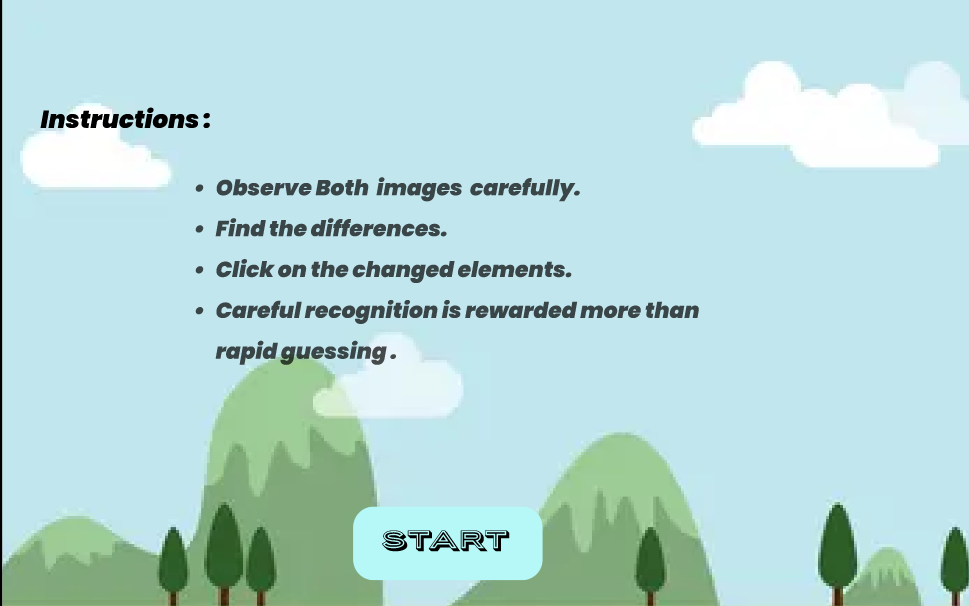 Instructions :
• Observe Both images carefully.
• Find the differences.
• Click on the changed elements.
• Careful recognition is rewarded more than
rapid guessing .
START